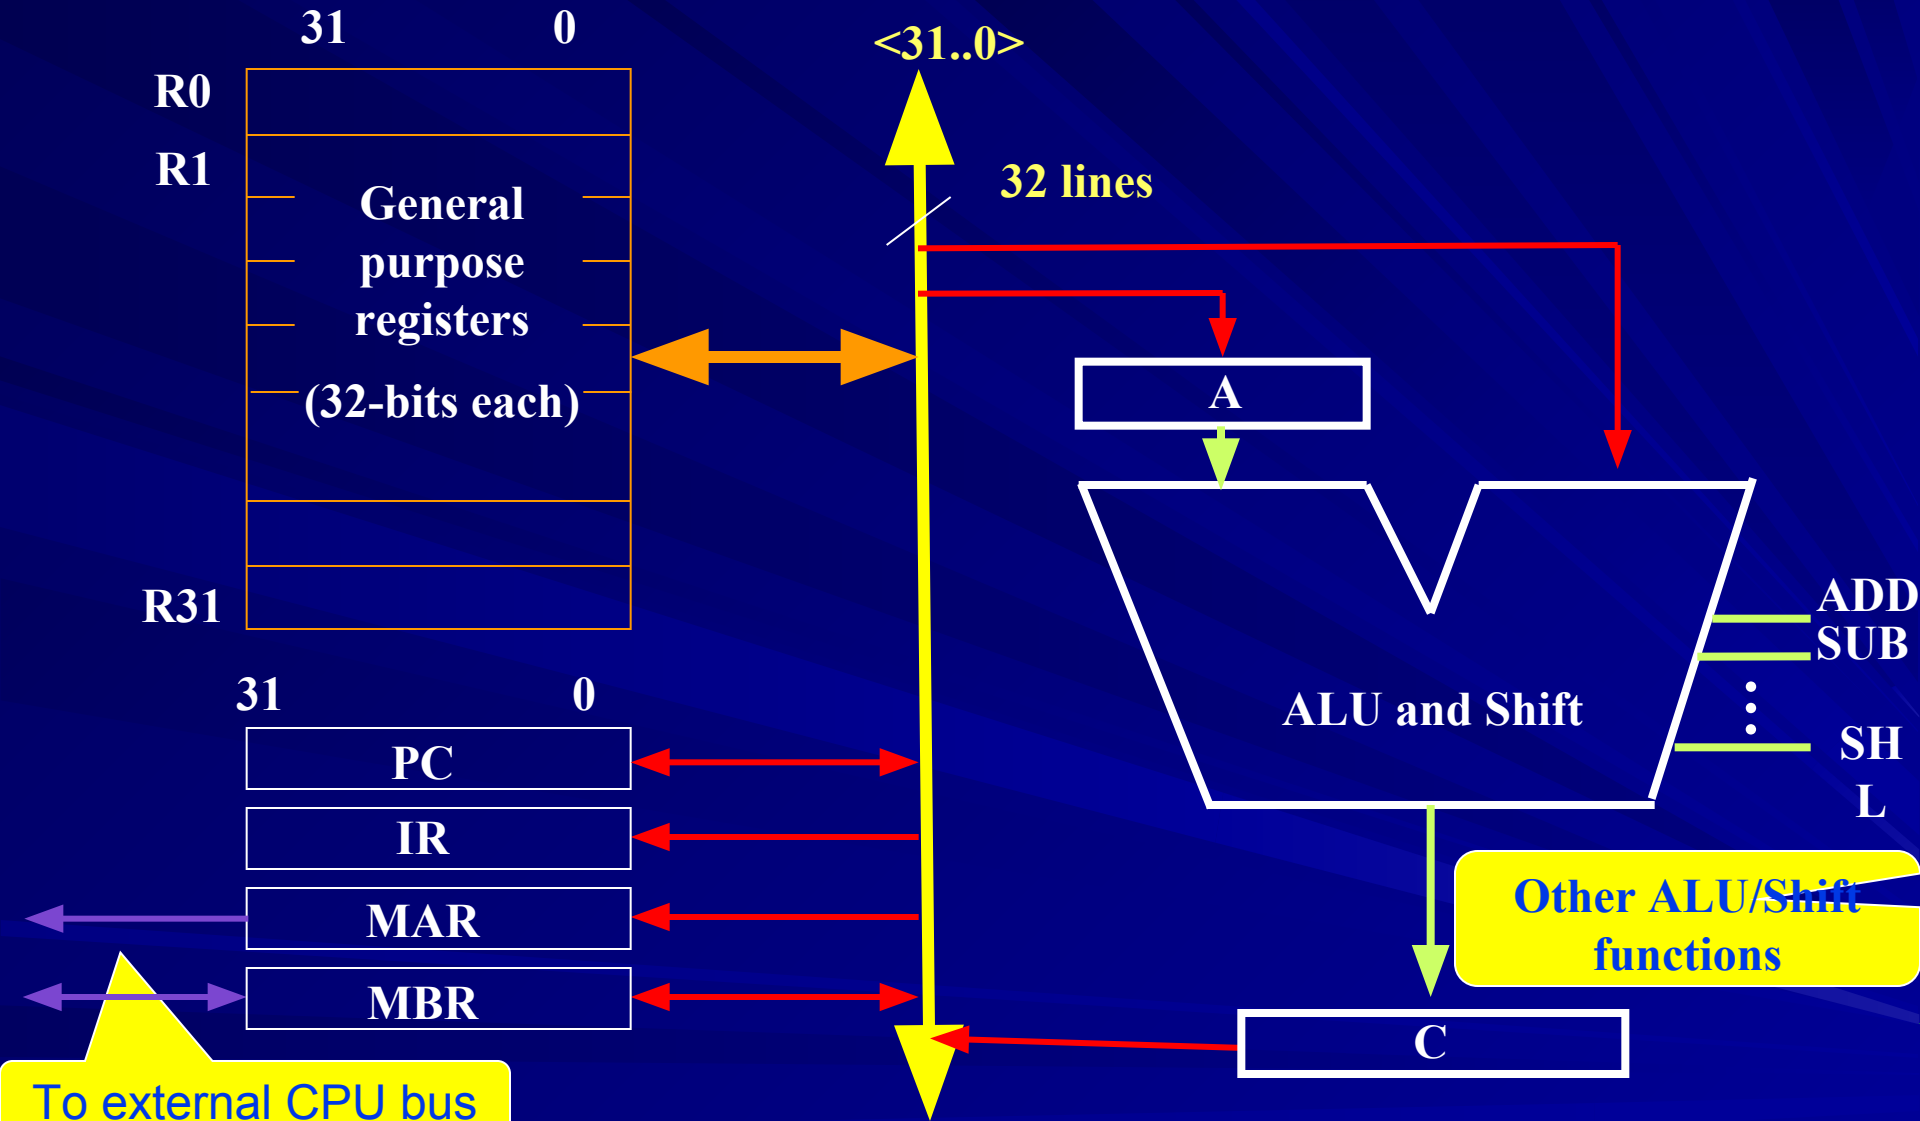 31 0
<31..0>
R0
R1
General
purpose
registers
(32-bits each)
R31
32 lines
A
ADD
SUB
ALU and Shift
SH
L
31 0
PC
IR
MAR
MBR
Other ALU/Shift
functions
C
To external CPU bus